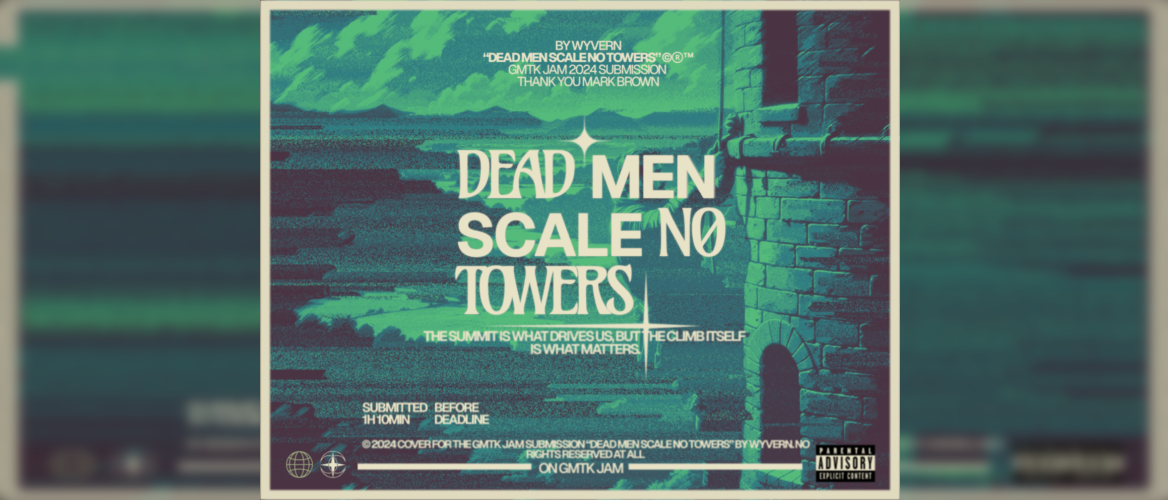 BY WYVERN
“DEAD MEN SCALE NO TOWERS” ©®™
GMTK JAM 2024 SUBMISSION
THANK YOU MARK BROWN
DEAD MEN
SCALE NO
TOWERS
THE SUMMIT IS WHAT DRIVES US, BUT THE CLIMB ITSELF
IS WHAT MATTERS.
SUBMITTED BEFORE
1H 10MIN DEADLINE
© 2024 COVER FOR THE GMTK JAM SUBMISSION “DEAD MEN SCALE NO TOWERS” BY WYVERN. NO
RIGHTS RESERVED AT ALL
ON GMTK JAM
PARENTAL
ADVISORY
EXPLICIT CONTENT